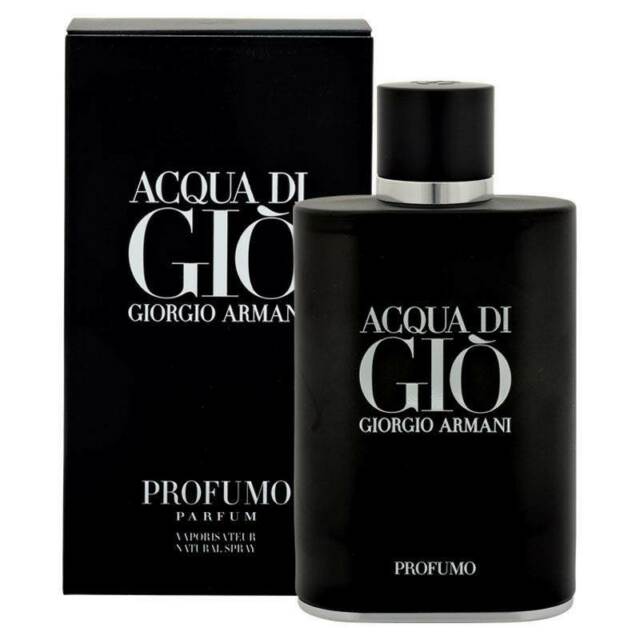 ACQUA DI
GIÒ
GIORGIO ARMANI
PROFUMO
PARFUM
VAPORISATEUR
NATURAL SPRAY
ACQUA DI
GIÒ
GIORGIO ARMANI
PROFUMO